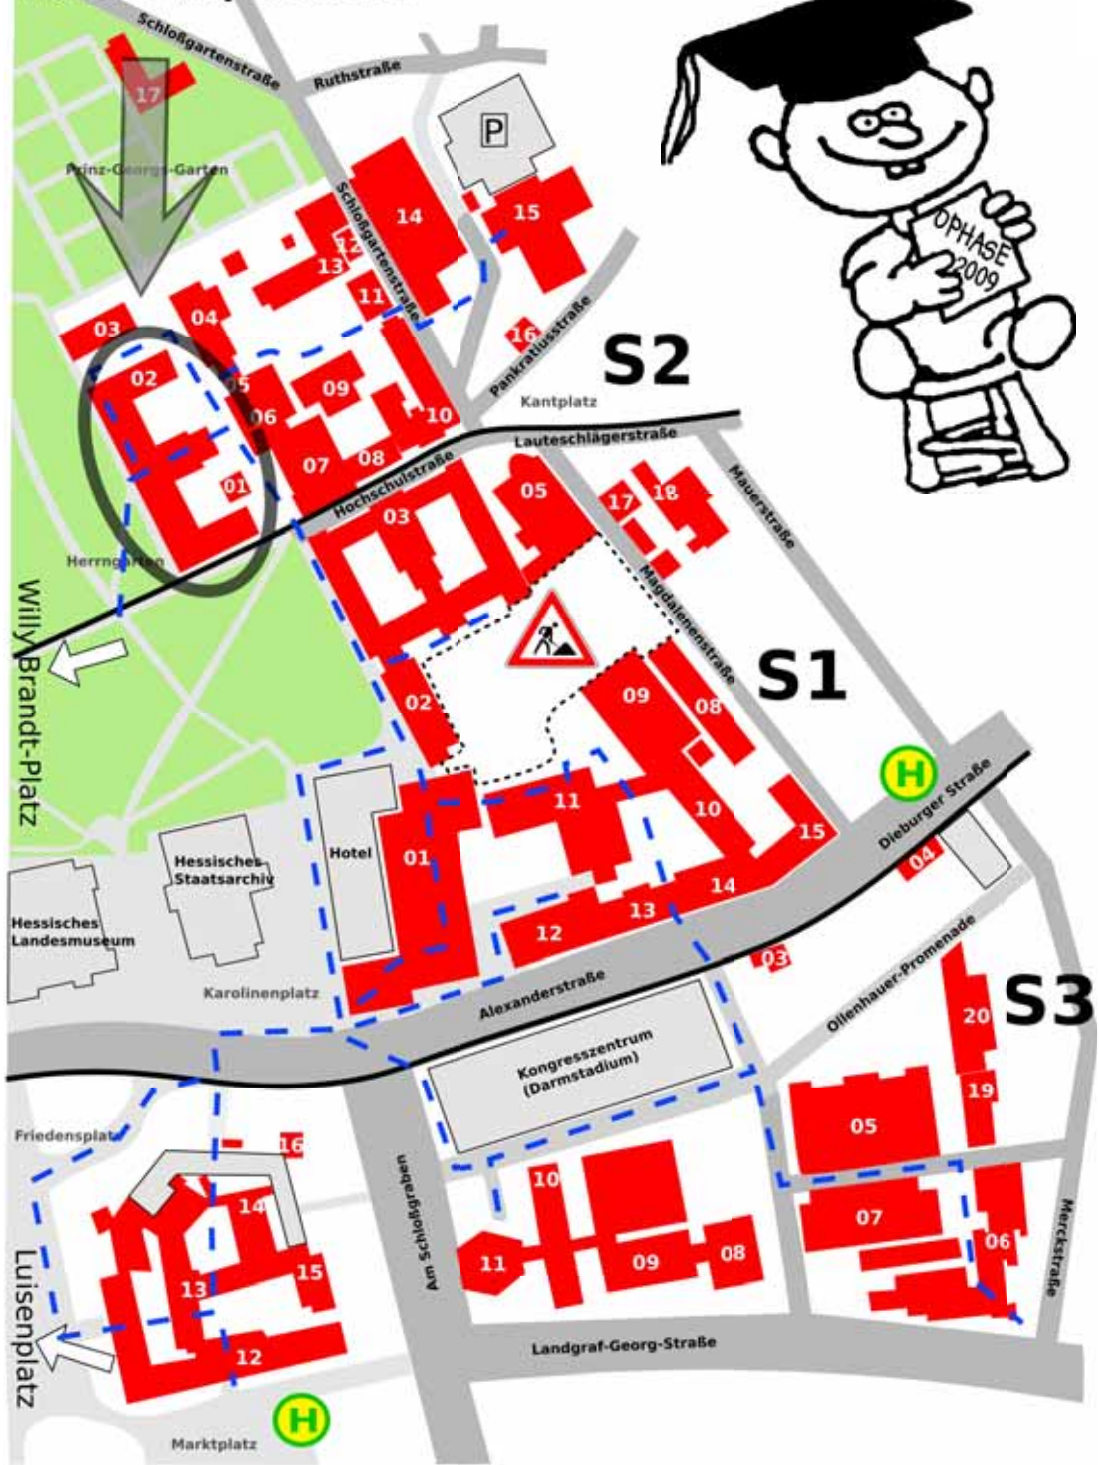 Schloßgartenstraße
Ruthstraße
17
P
Prinz-Georgs-Garten
Schloßgartenstraße
14
15
12
13
11
OPHASE
2009
03
04
16
Pankratiusstraße
S2
02
05
09
06
10
Kantplatz
Lauteschlägerstraße
07
08
01
Hochschulstraße
03
05
17
18
Mauerstraße
Herrngarten
Willy-Brandt-Platz
Magdalenenstraße
S1
02
09
08
H
11
10
15
Dieburger Straße
Hotel
01
Hessisches
Staatsarchiv
04
14
13
12
Hessisches
Landesmuseum
03
Ollenhauer-Promenade
Karolinenplatz
Alexanderstraße
S3
20
Kongresszentrum
(Darmstadium)
19
05
Friedensplatz
16
10
14
Am Schloßgraben
07
06
Merckstraße
11
09
08
13
15
Luisenplatz
12
Landgraf-Georg-Straße
H
Marktplatz